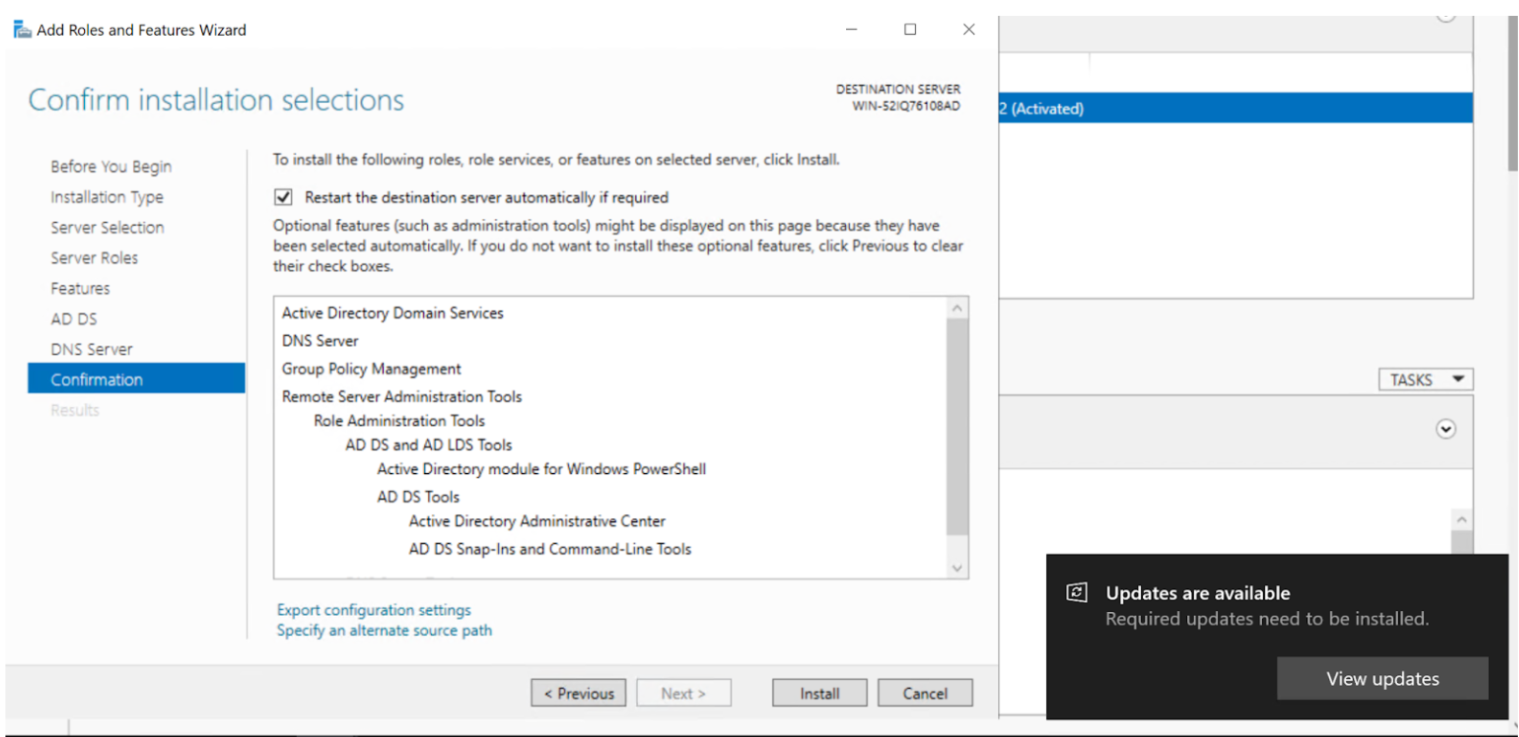 Add Roles and Features Wizard
Confirm installation selections
DESTINATION SERVER
WIN-52IQ76108AD
Before You Begin
Installation Type
Server Selection
Server Roles
Features
AD DS
DNS Server
Confirmation
Results
To install the following roles, role services, or features on selected server, click Install.
Restart the destination server automatically if required
Optional features (such as administration tools) might be displayed on this page because they have
been selected automatically. If you do not want to install these optional features, click Previous to clear
their check boxes.
Active Directory Domain Services
DNS Server
Group Policy Management
Remote Server Administration Tools
Role Administration Tools
AD DS and AD LDS Tools
Active Directory module for Windows PowerShell
AD DS Tools
Active Directory Administrative Center
AD DS Snap-Ins and Command-Line Tools
Export configuration settings
Specify an alternate source path
< Previous
Next >
Install
Cancel
2 (Activated)
TASKS
Updates are available
Required updates need to be installed.
View updates